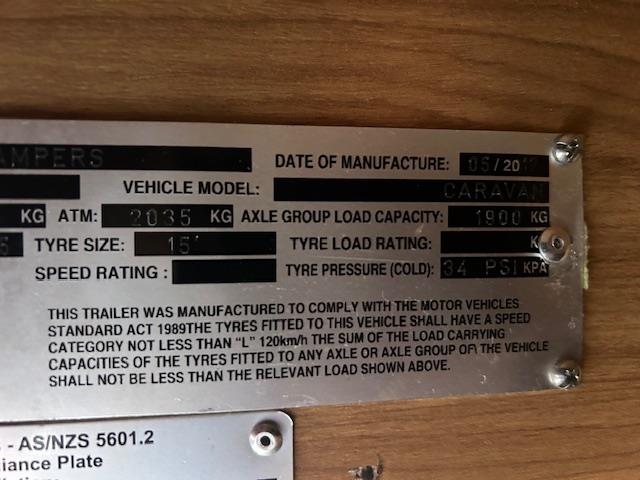 AMPERS DATE OF MANUFACTURE: 06/2017
VEHICLE MODEL: CARAVAN
KG ATM: 2035 KG AXLE GROUP LOAD CAPACITY: 1900 KG
5 TYRE SIZE: 15" TYRE LOAD RATING: K
SPEED RATING : TYRE PRESSURE (COLD): 34 PSI KPA
THIS TRAILER WAS MANUFACTURED TO COMPLY WITH THE MOTOR VEHICLES
STANDARD ACT 1989THE TYRES FITTED TO THIS VEHICLE SHALL HAVE A SPEED
CATEGORY NOT LESS THAN "L" 120km/h THE SUM OF THE LOAD CARRYING
CAPACITIES OF THE TYRES FITTED TO ANY AXLE OR AXLE GROUP OF THE VEHICLE
SHALL NOT BE LESS THAN THE RELEVANT LOAD SHOWN ABOVE.
- AS/NZS 5601.2
iance Plate